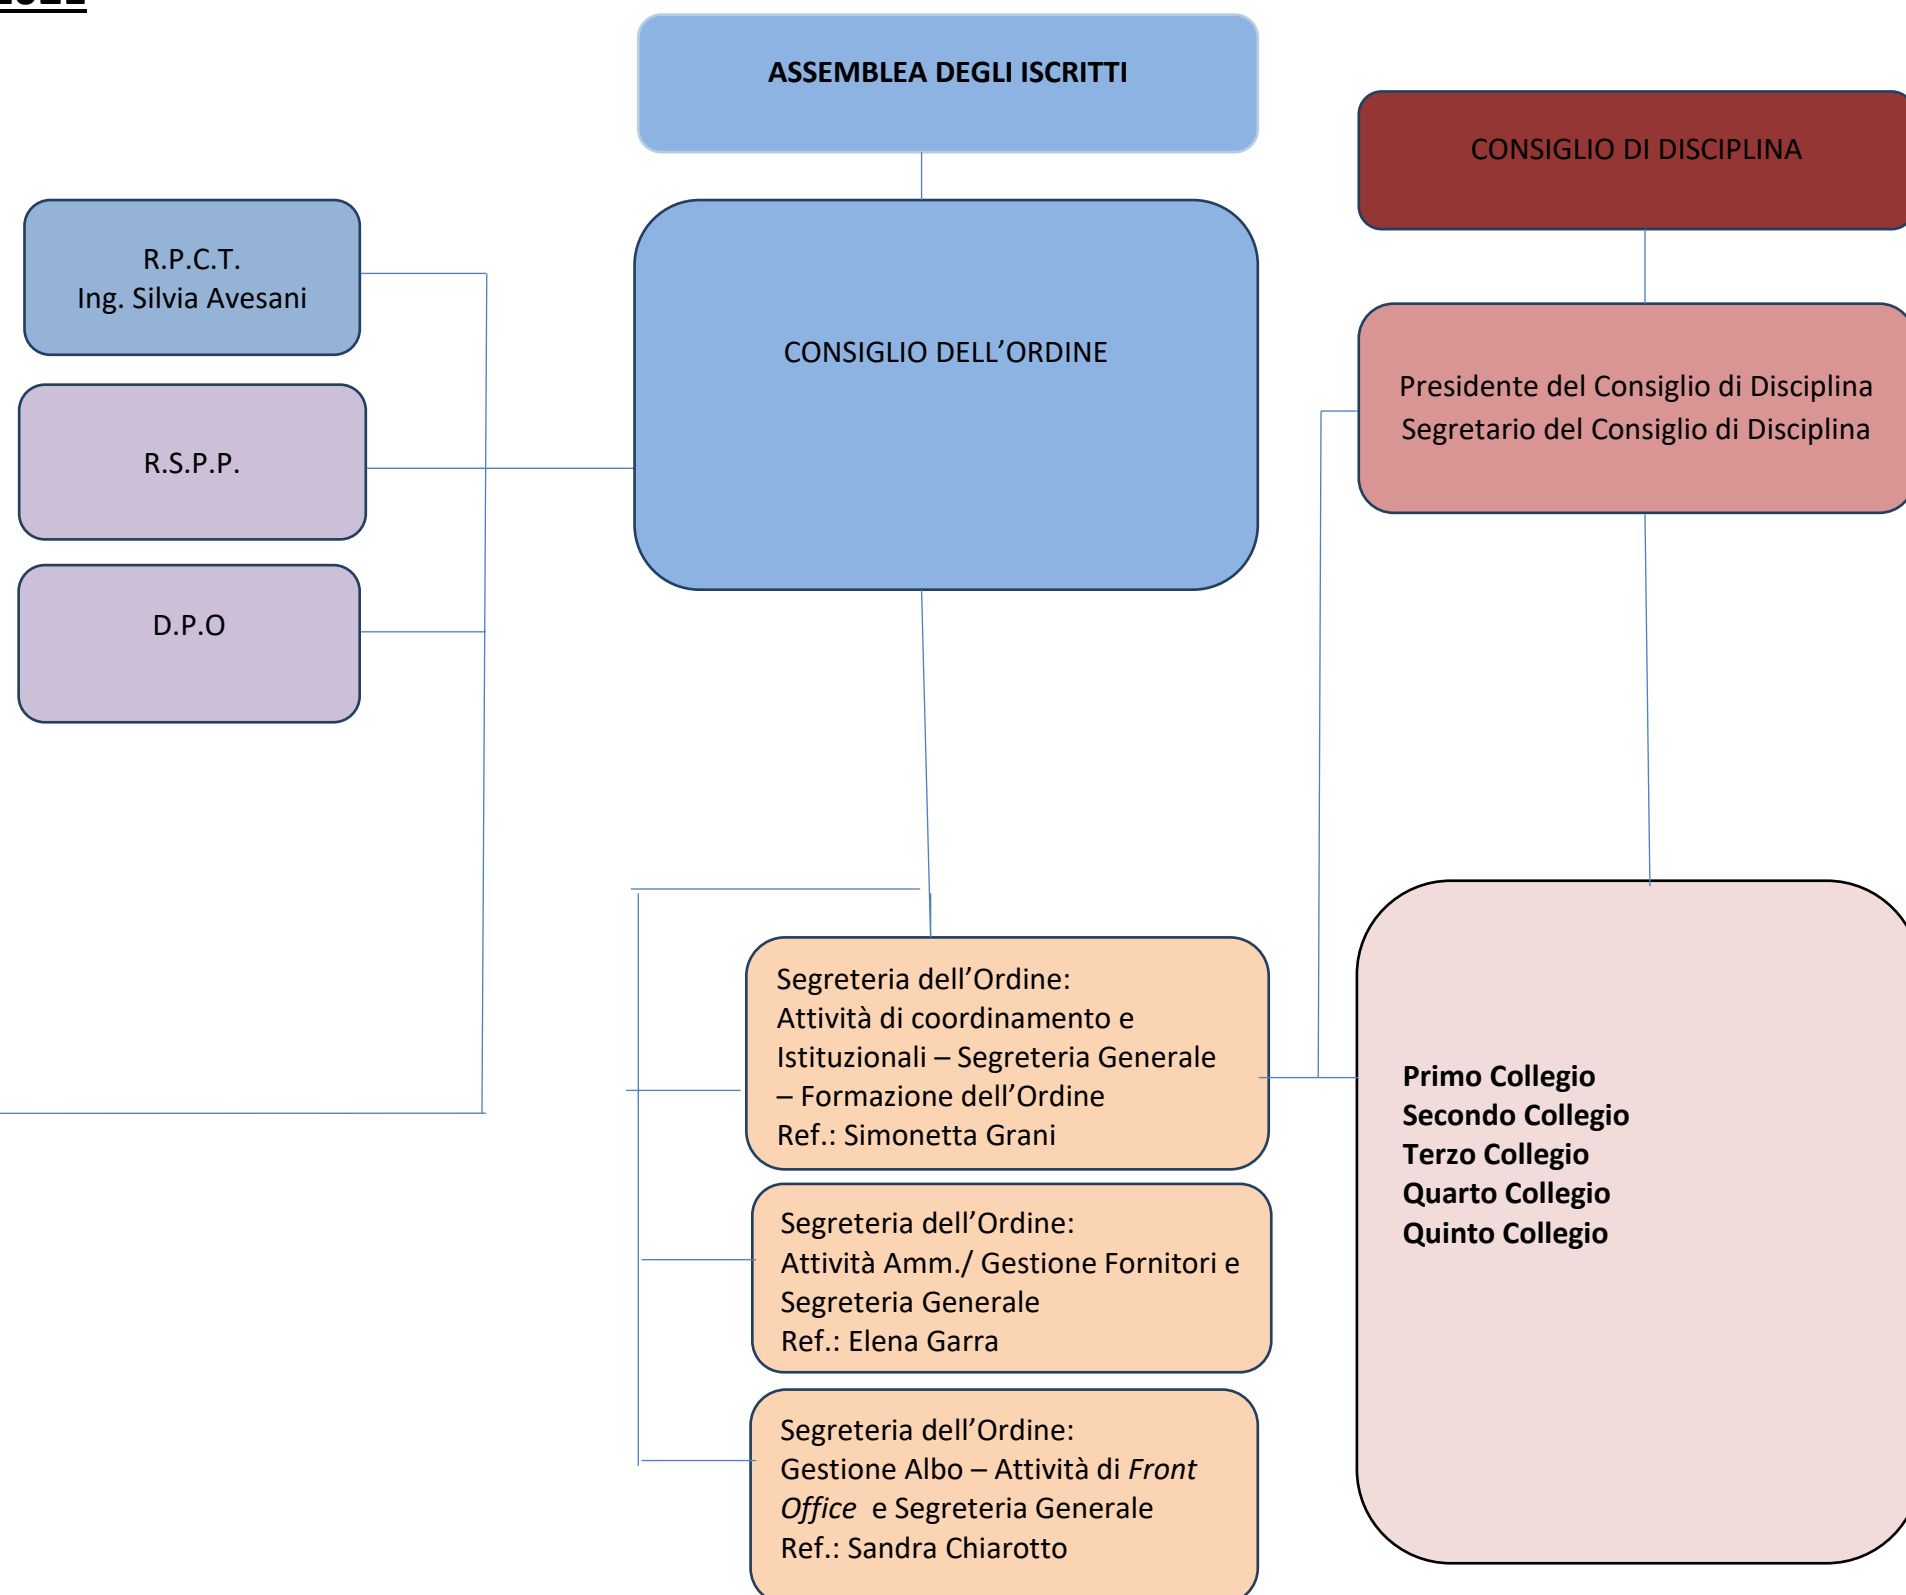 ASSEMBLEA DEGLI ISCRITTI
CONSIGLIO DI DISCIPLINA
R.P.C.T.
Ing. Silvia Avesani
CONSIGLIO DELL’ORDINE
Presidente del Consiglio di Disciplina
Segretario del Consiglio di Disciplina
R.S.P.P.
D.P.O
Segreteria dell’Ordine:
Attività di coordinamento e
Istituzionali – Segreteria Generale
– Formazione dell’Ordine
Ref.: Simonetta Grani
Primo Collegio
Secondo Collegio
Terzo Collegio
Quarto Collegio
Quinto Collegio
Segreteria dell’Ordine:
Attività Amm./ Gestione Fornitori e
Segreteria Generale
Ref.: Elena Garra
Segreteria dell’Ordine:
Gestione Albo – Attività di Front
Office e Segreteria Generale
Ref.: Sandra Chiarotto